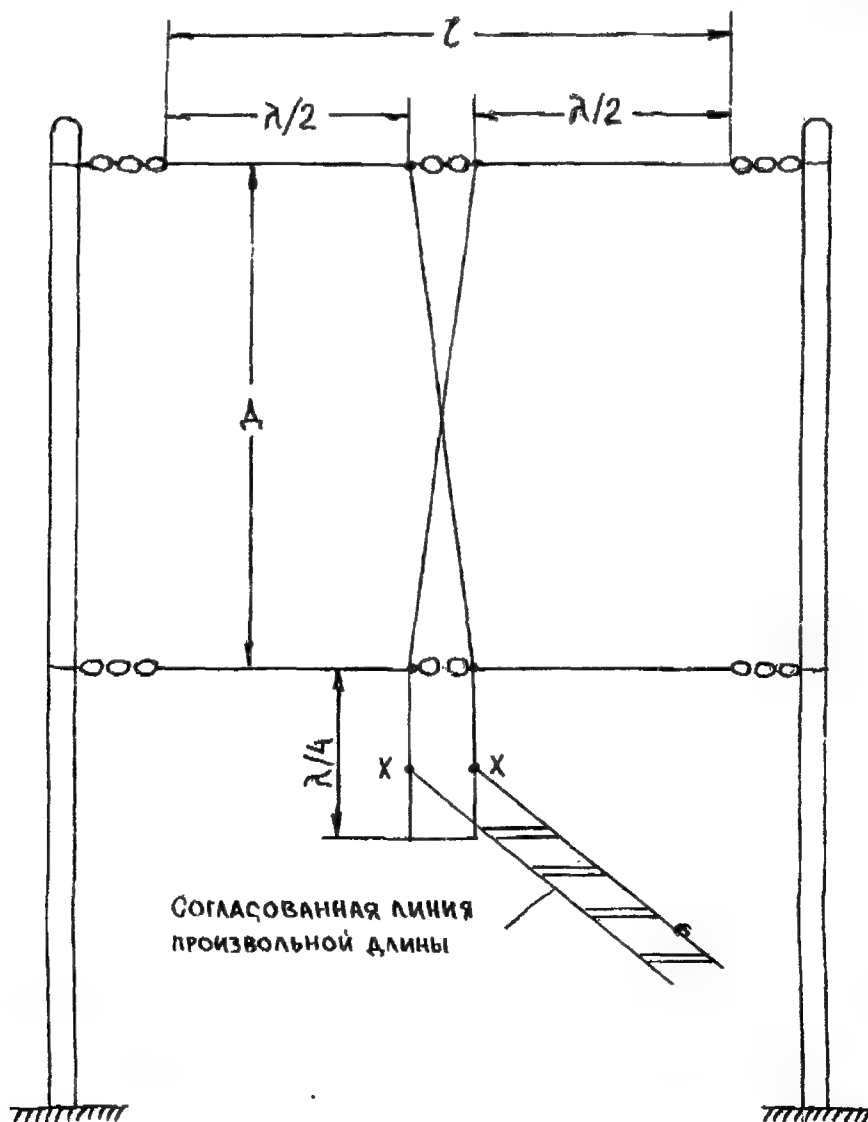 l
λ/2
λ/2
Д
λ/4
X
X
СОГЛАСОВАННАЯ ЛИНИЯ
ПРОИЗВОЛЬНОЙ ДЛИНЫ